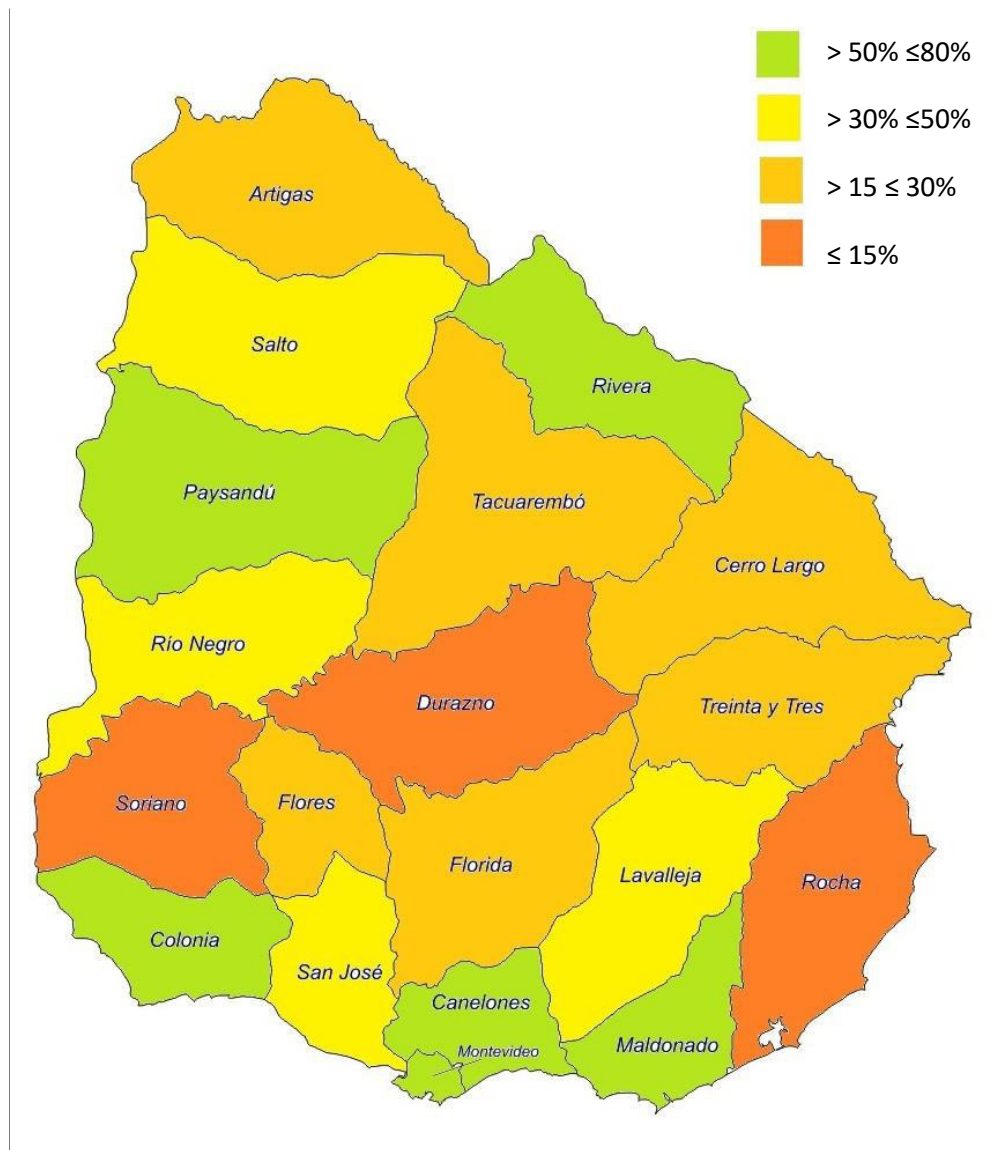 > 50% ≤80%
> 30% ≤50%
> 15 ≤ 30%
≤ 15%
Artigas
Salto
Rivera
Paysandú
Tacuarembó
Cerro Largo
Río Negro
Durazno
Treinta y Tres
Soriano
Flores
Florida
Lavalleja
Rocha
Colonia
San José
Canelones
Montevideo
Maldonado